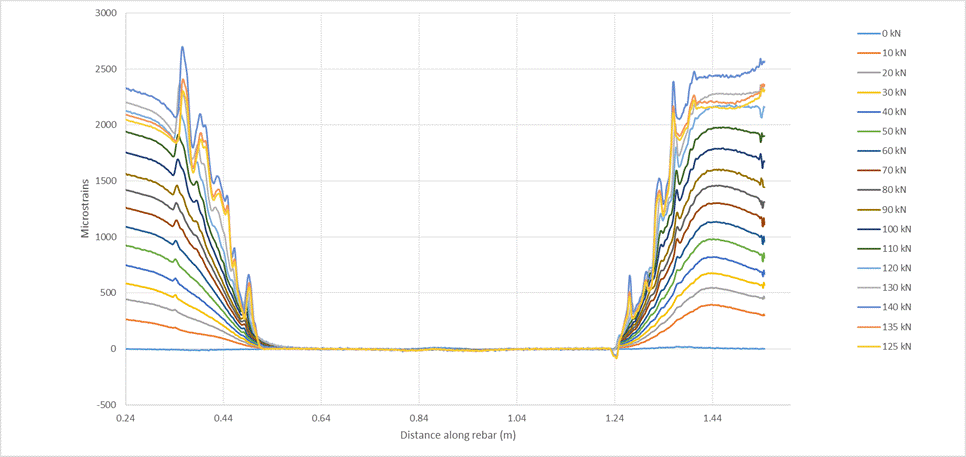 3000
2500
2000
1500
1000
500
0
-500
Microstrains
0.24 0.44 0.64 0.84 1.04 1.24 1.44
Distance along rebar (m)
0 kN
10 kN
20 kN
30 kN
40 kN
50 kN
60 kN
70 kN
80 kN
90 kN
100 kN
110 kN
120 kN
130 kN
140 kN
135 kN
125 kN